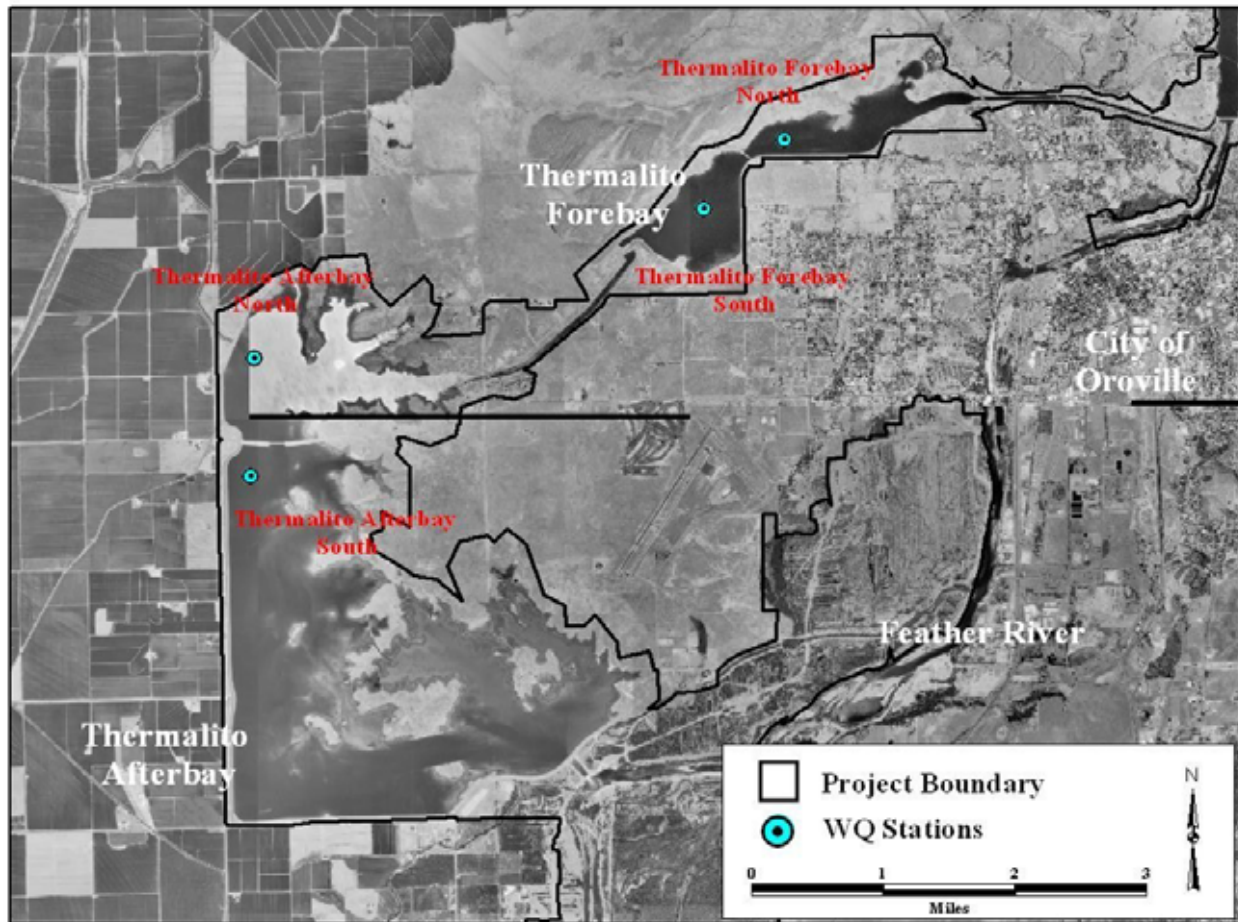 Thermalito Forebay
North
Thermalito
Forebay
Thermalito Afterbay
North
Thermalito Forebay
South
City of
Oroville
Thermalito Afterbay
South
Feather River
Thermalito
Afterbay
Project Boundary
WQ Stations
N
0 1 2 3
Miles